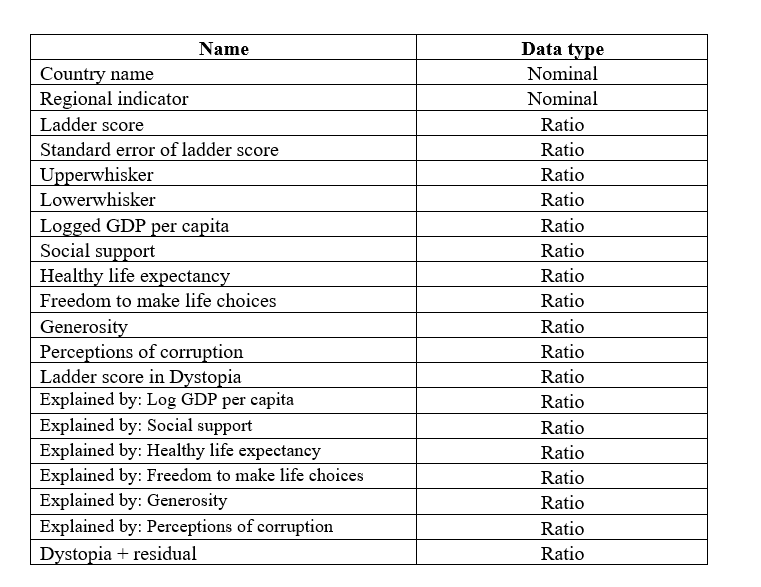 Name Data type
Country name Nominal
Regional indicator Nominal
Ladder score Ratio
Standard error of ladder score Ratio
Upperwhisker Ratio
Lowerwhisker Ratio
Logged GDP per capita Ratio
Social support Ratio
Healthy life expectancy Ratio
Freedom to make life choices Ratio
Generosity Ratio
Perceptions of corruption Ratio
Ladder score in Dystopia Ratio
Explained by: Log GDP per capita Ratio
Explained by: Social support Ratio
Explained by: Healthy life expectancy Ratio
Explained by: Freedom to make life choices Ratio
Explained by: Generosity Ratio
Explained by: Perceptions of corruption Ratio
Dystopia + residual Ratio